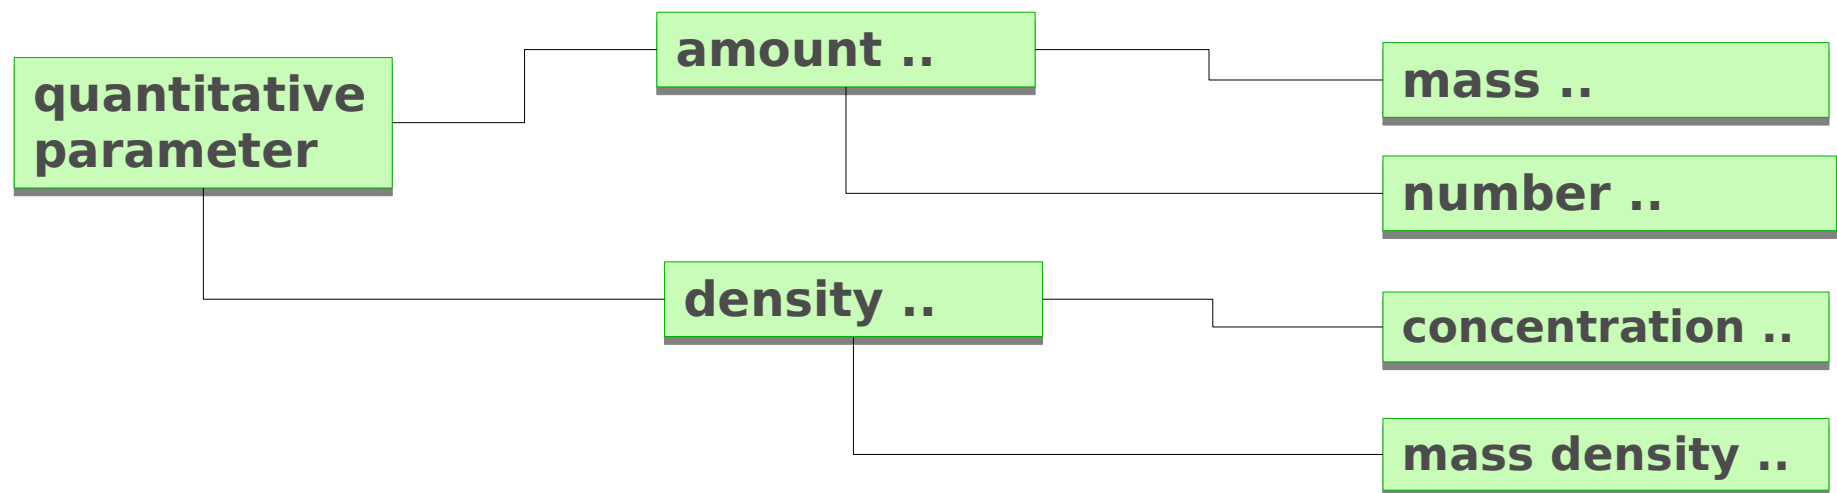 quantitative
parameter
amount ..
mass ..
number ..
density ..
concentration ..
mass density ..